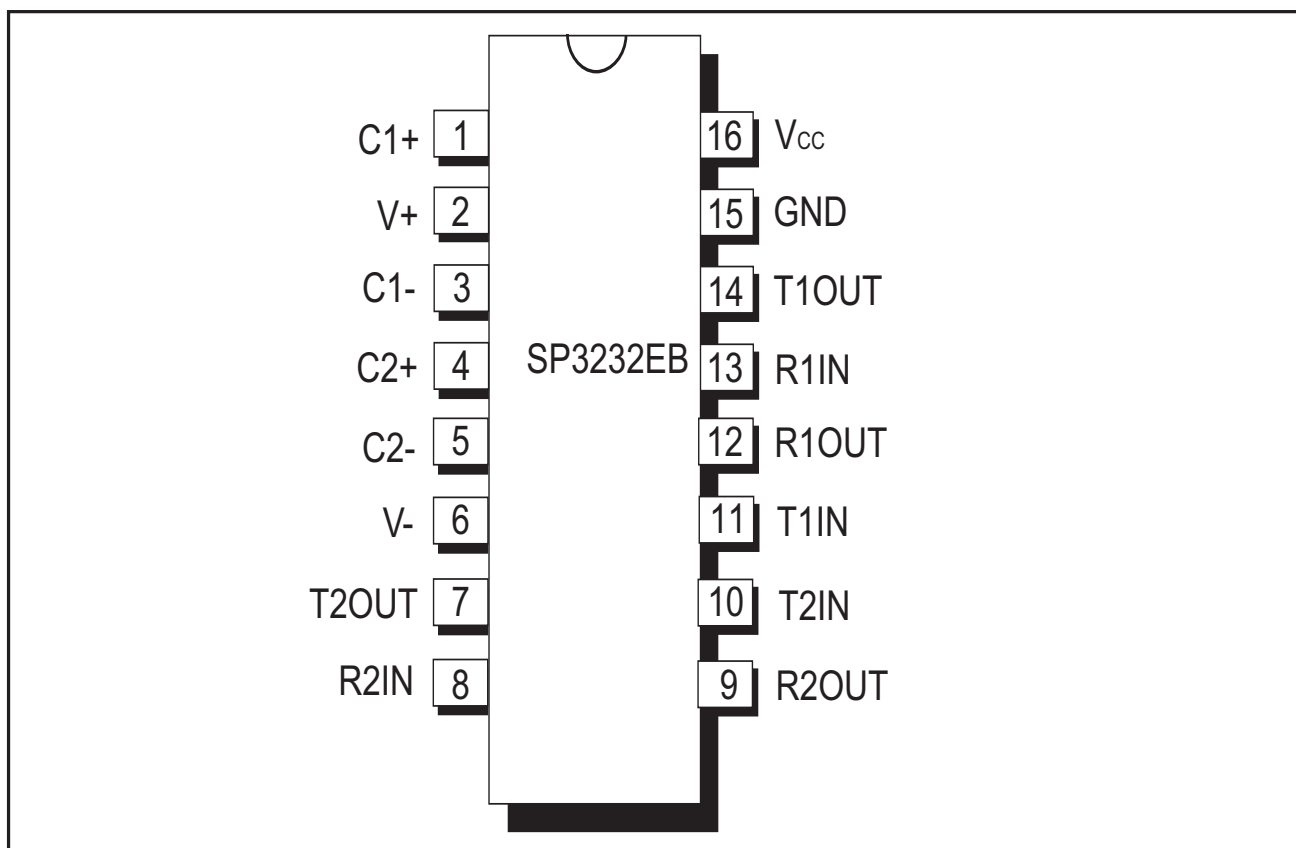 C1+ 1 16 Vcc
V+ 2 15 GND
C1- 3 14 T1OUT
SP3232EB
C2+ 4 13 R1IN
C2- 5 12 R1OUT
V- 6 11 T1IN
T2OUT 7 10 T2IN
R2IN 8 9 R2OUT